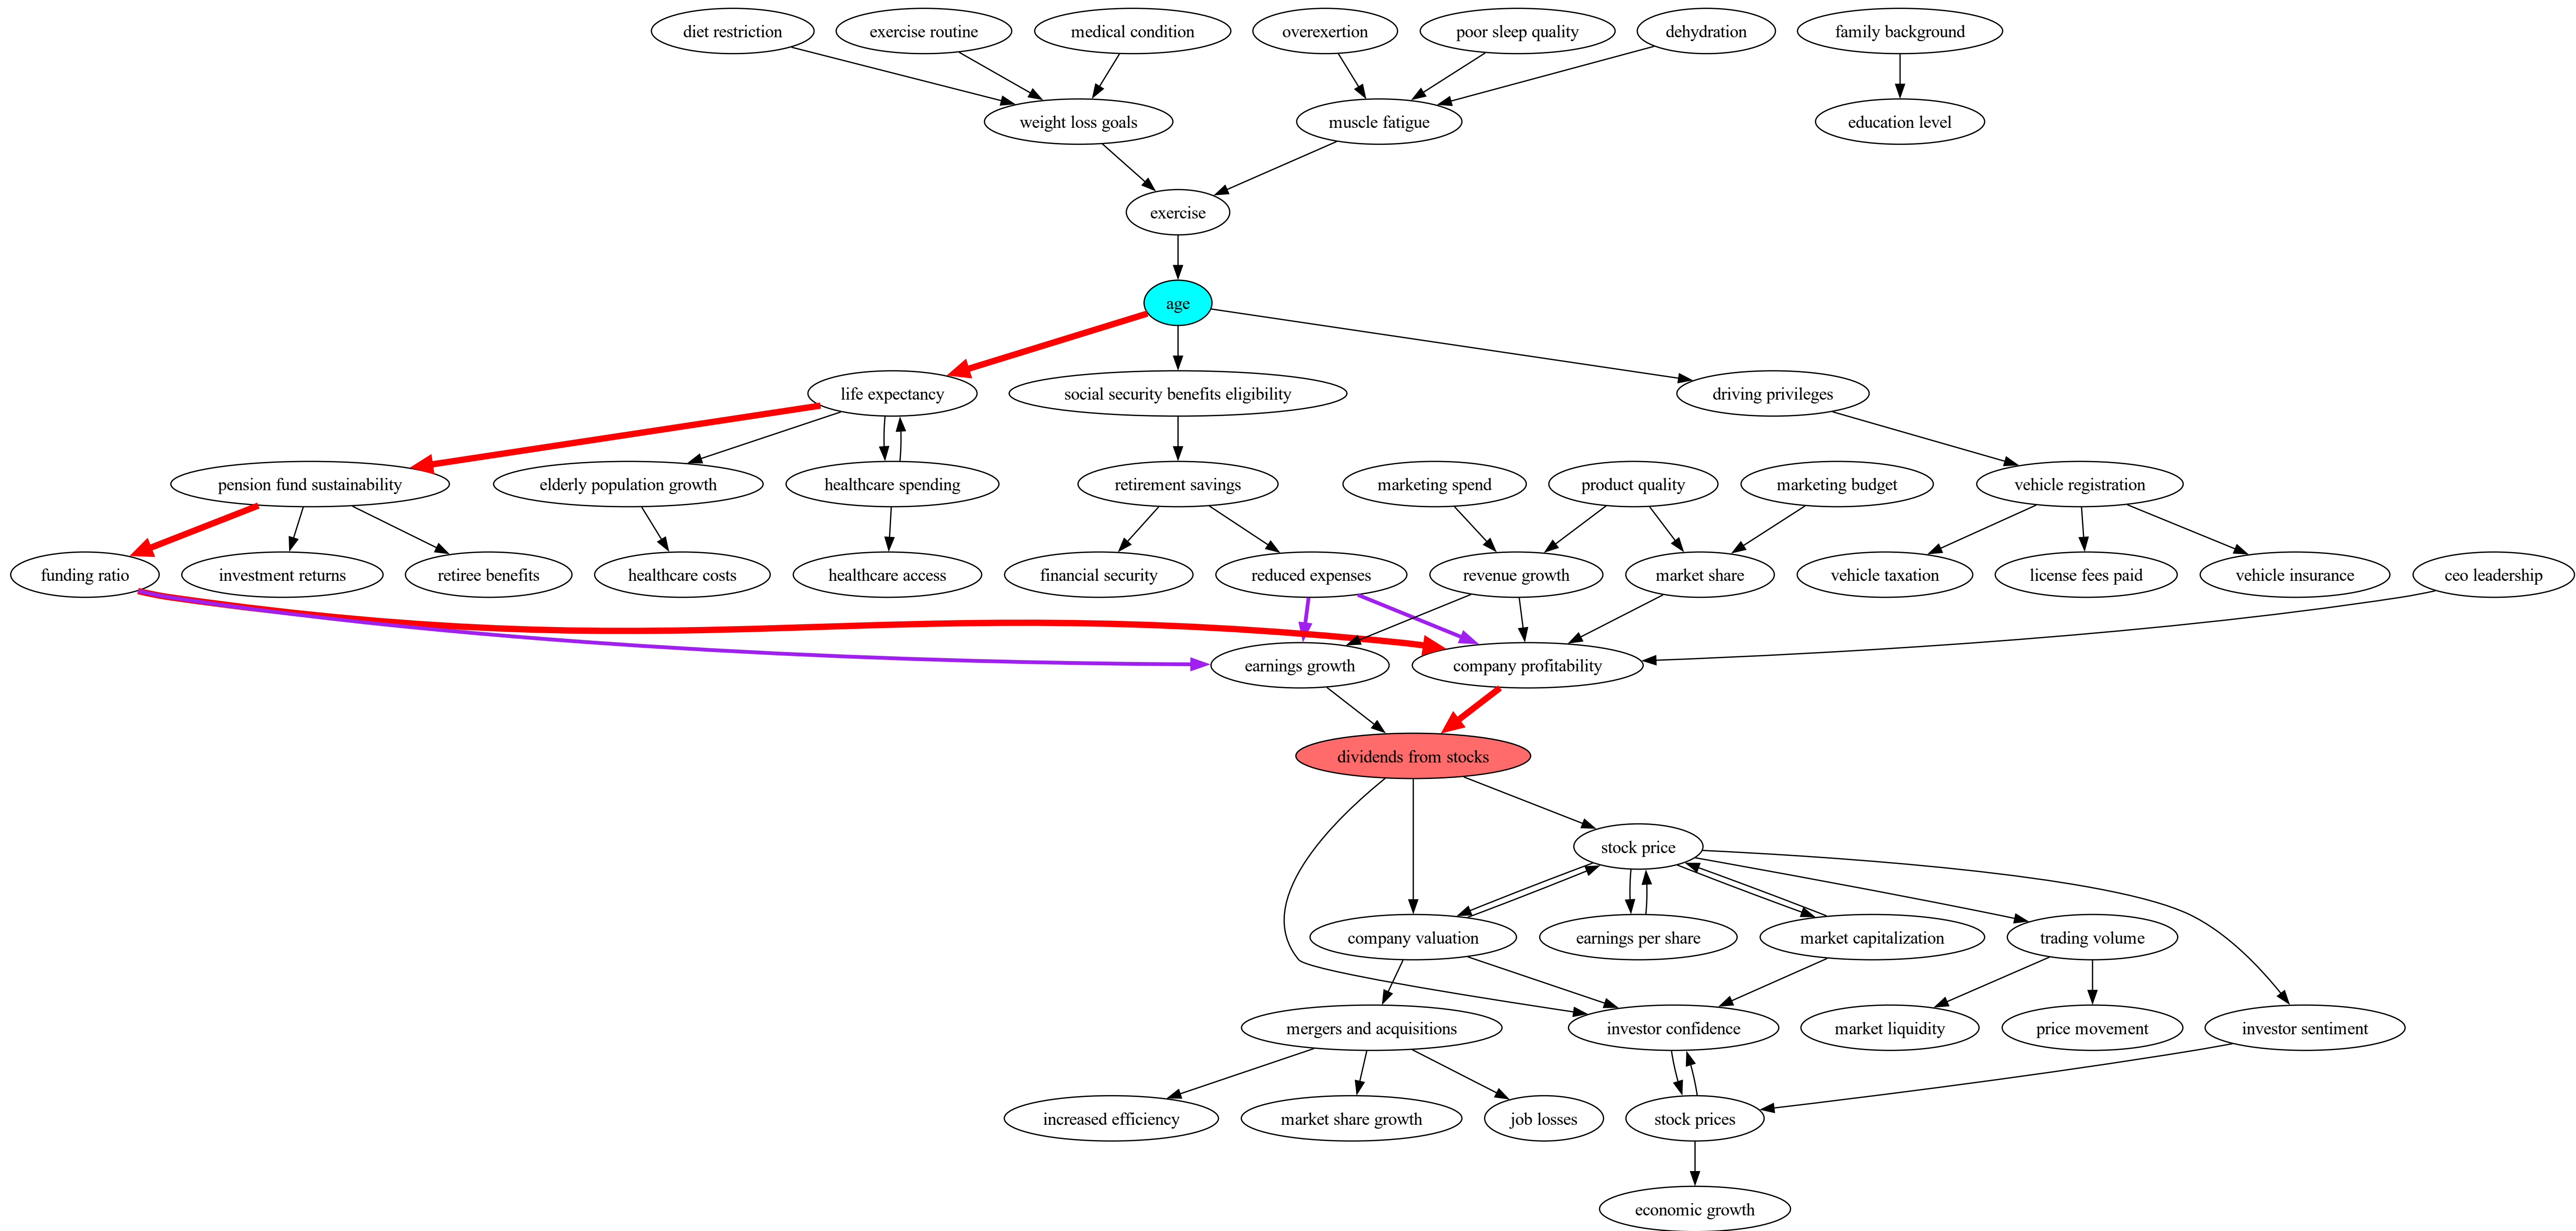 diet restriction
exercise routine
medical condition
overexertion
poor sleep quality
dehydration
family background
weight loss goals
muscle fatigue
education level
exercise
age
life expectancy
social security benefits eligibility
driving privileges
pension fund sustainability
elderly population growth
healthcare spending
retirement savings
marketing spend
product quality
marketing budget
vehicle registration
funding ratio
investment returns
retiree benefits
healthcare costs
healthcare access
financial security
reduced expenses
revenue growth
market share
vehicle taxation
license fees paid
vehicle insurance
ceo leadership
earnings growth
company profitability
dividends from stocks
stock price
company valuation
earnings per share
market capitalization
trading volume
mergers and acquisitions
investor confidence
market liquidity
price movement
investor sentiment
increased efficiency
market share growth
job losses
stock prices
economic growth